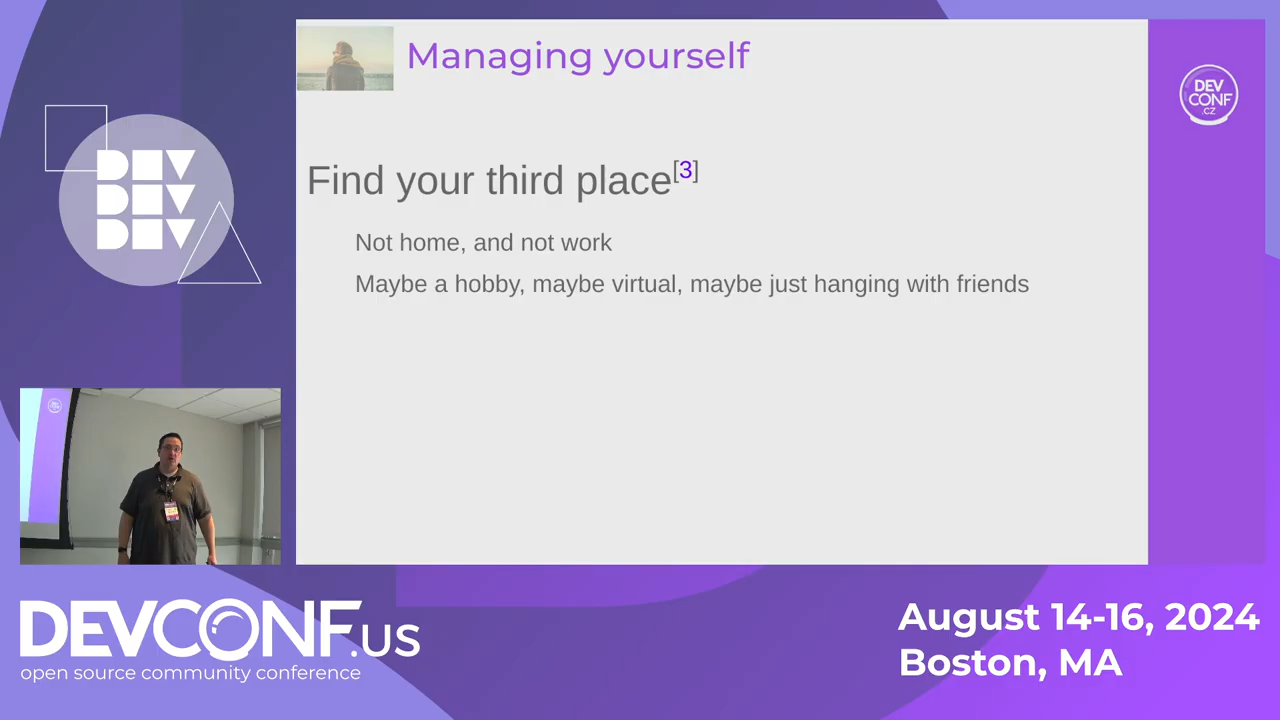 Managing yourself
DEV
CONF
.CZ
DEV
DEV
DEV
Find your third place[3]
Not home, and not work
Maybe a hobby, maybe virtual, maybe just hanging with friends
DEVCONF.US
open source community conference
August 14-16, 2024
Boston, MA